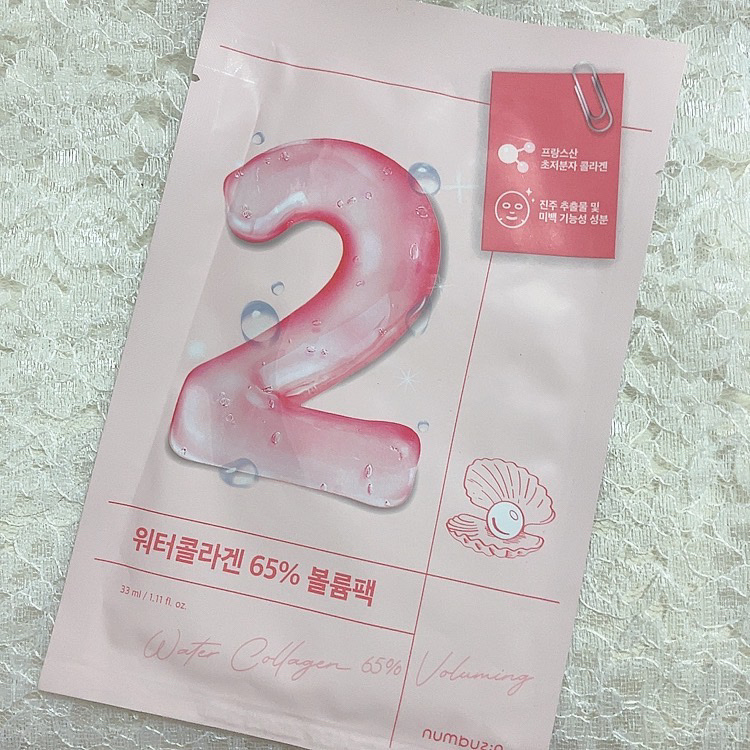 2
프랑스산
초저분자 콜라겐
진주 추출물 및
미백 기능성 성분
워터콜라겐 65% 볼륨팩
33 ml / 1.11 fl. oz.
Water Collagen 65% Voluming
numbuz:n